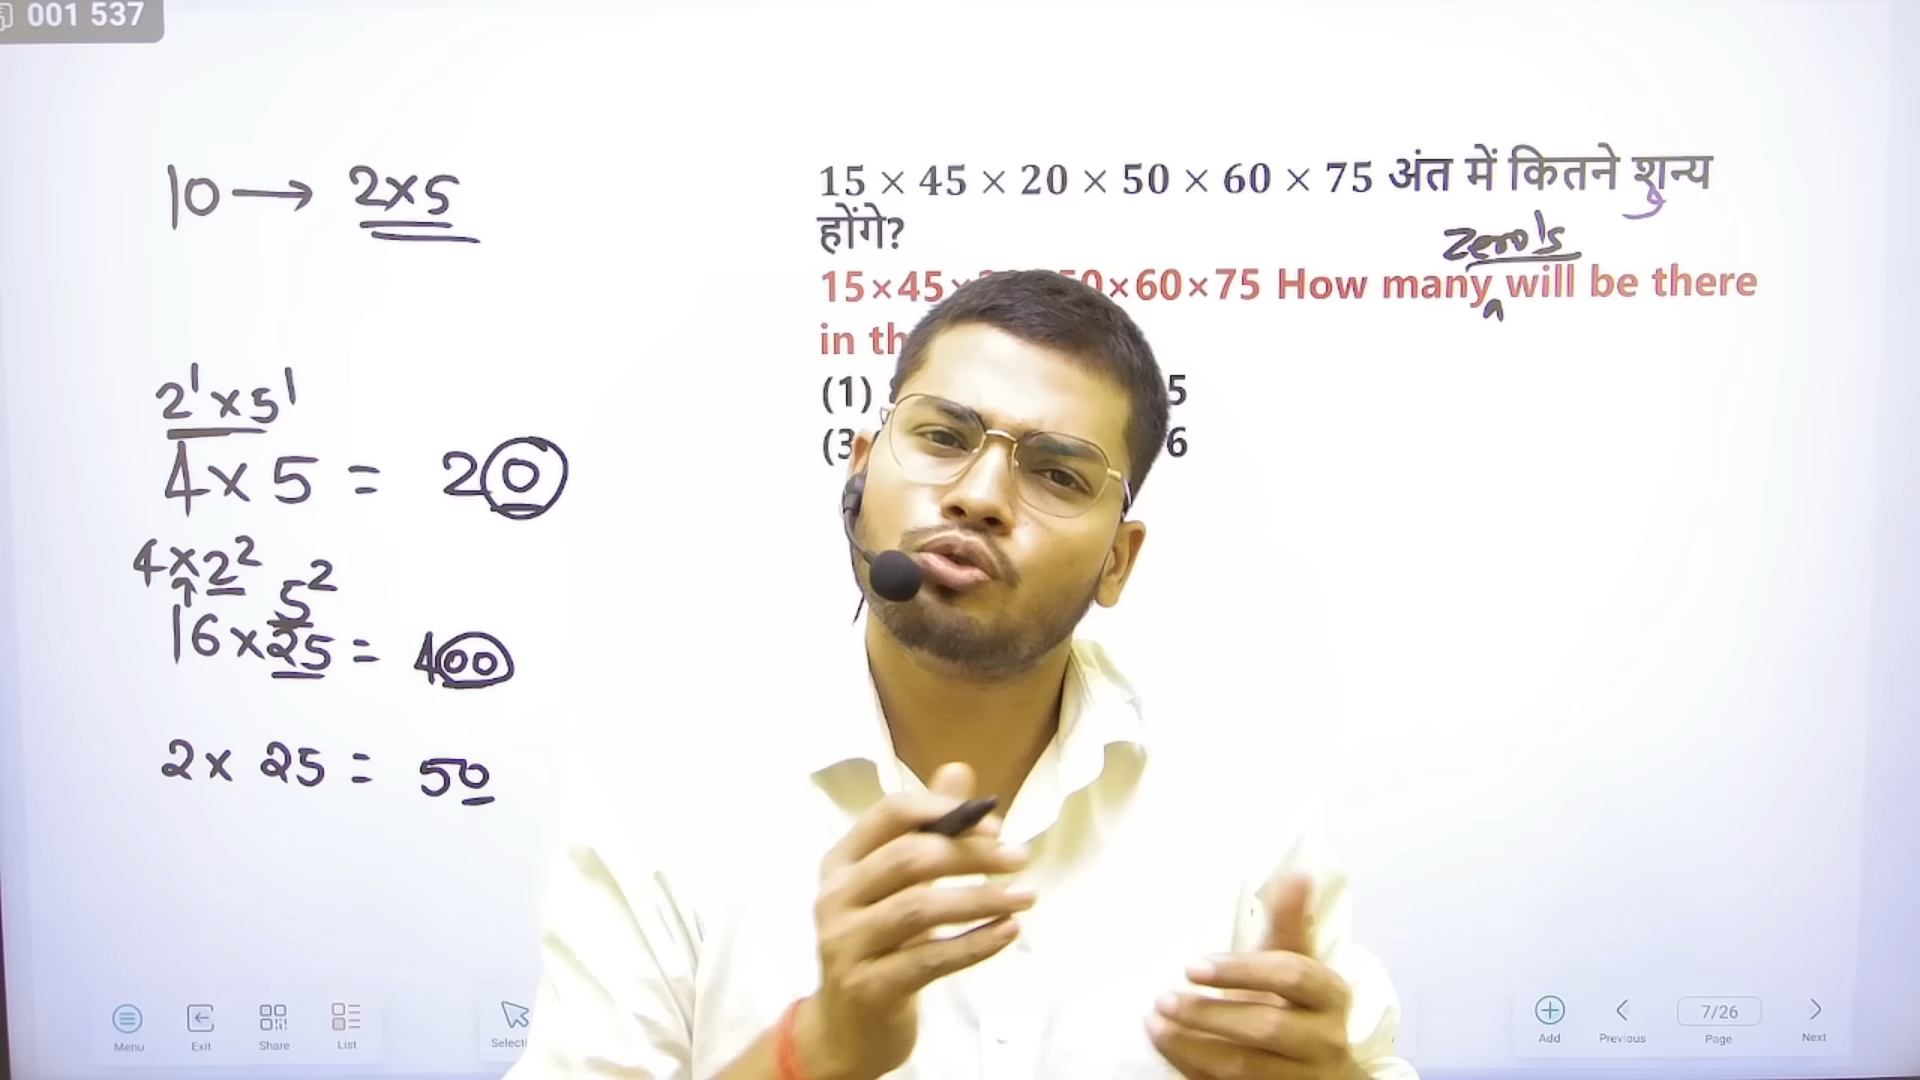 001 537
10 → 2×5
2¹×5¹
4×5 = 20
4×2²
5²
16×25 = 400
2×25 = 50
15 × 45 × 20 × 50 × 60 × 75 अंत में कितने शून्य
होंगे?
zero's
15×45× 0×60×75 How many will be there
in th
(1) 5
(3 6
Menu Exit Share List Selecti
Add Previous 7/26 Page Next